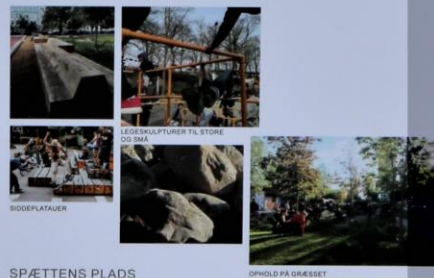 LEGESKULPTURER TIL STORE
OG SMÅ
SIDDEPLATAUER
SPÆTTENS PLADS
OPHOLD PÅ GRÆSSET